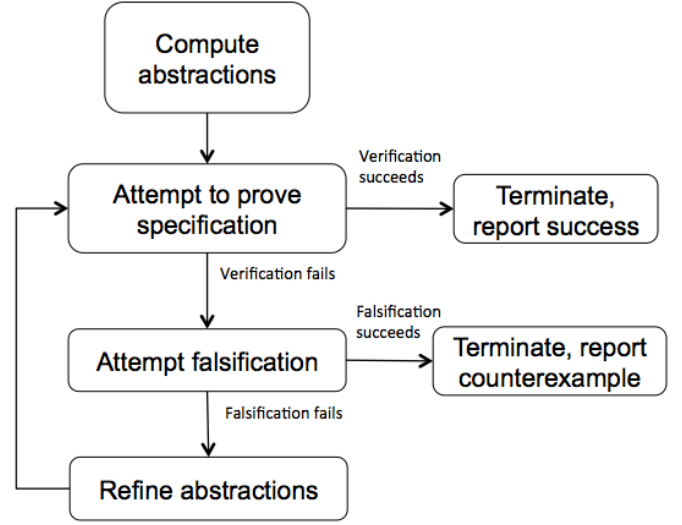 Compute
abstractions
Verification
succeeds
Attempt to prove
specification
Terminate,
report success
Verification fails
Falsification
succeeds
Attempt falsification
Terminate, report
counterexample
Falsification fails
Refine abstractions